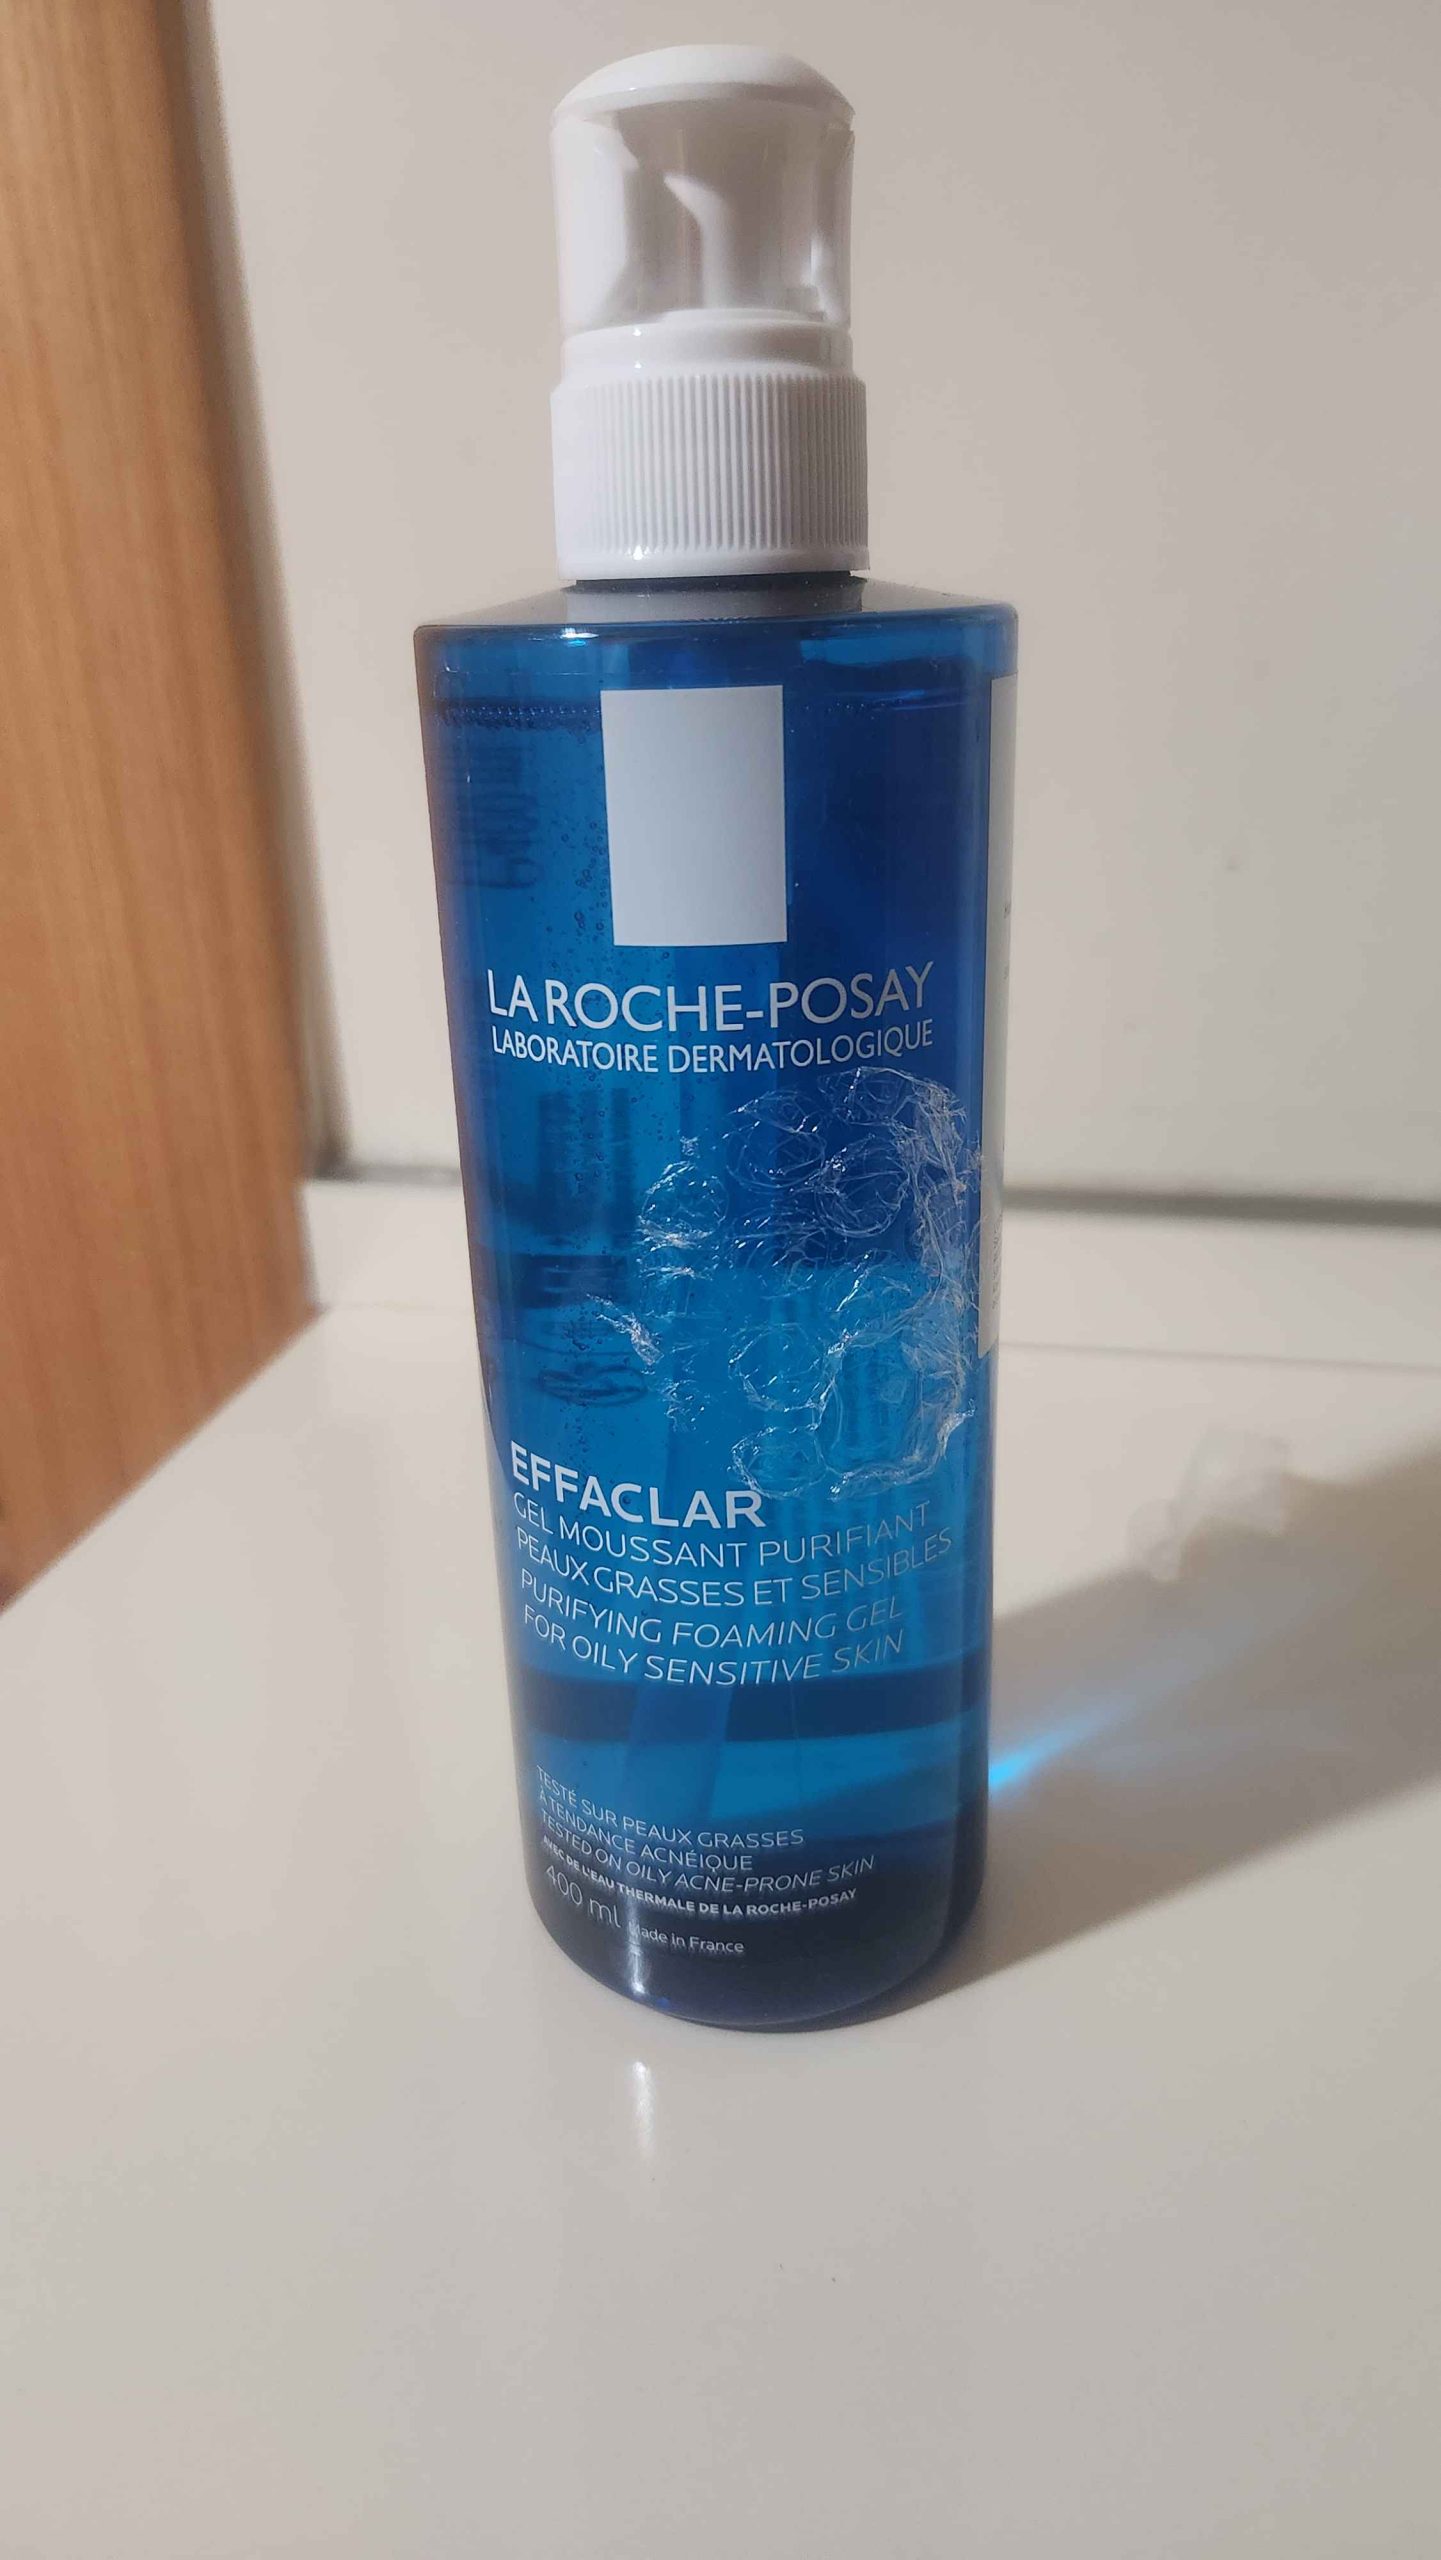 LA ROCHE-POSAY
LABORATOIRE DERMATOLOGIQUE
EFFACLAR
GEL MOUSSANT PURIFIANT
PEAUX GRASSES ET SENSIBLES
PURIFYING FOAMING GEL
FOR OILY SENSITIVE SKIN
TESTÉ SUR PEAUX GRASSES
À TENDANCE ACNÉIQUE
TESTED ON OILY ACNE-PRONE SKIN
AVEC DE L'EAU THERMALE DE LA ROCHE-POSAY
400 ml Made in France